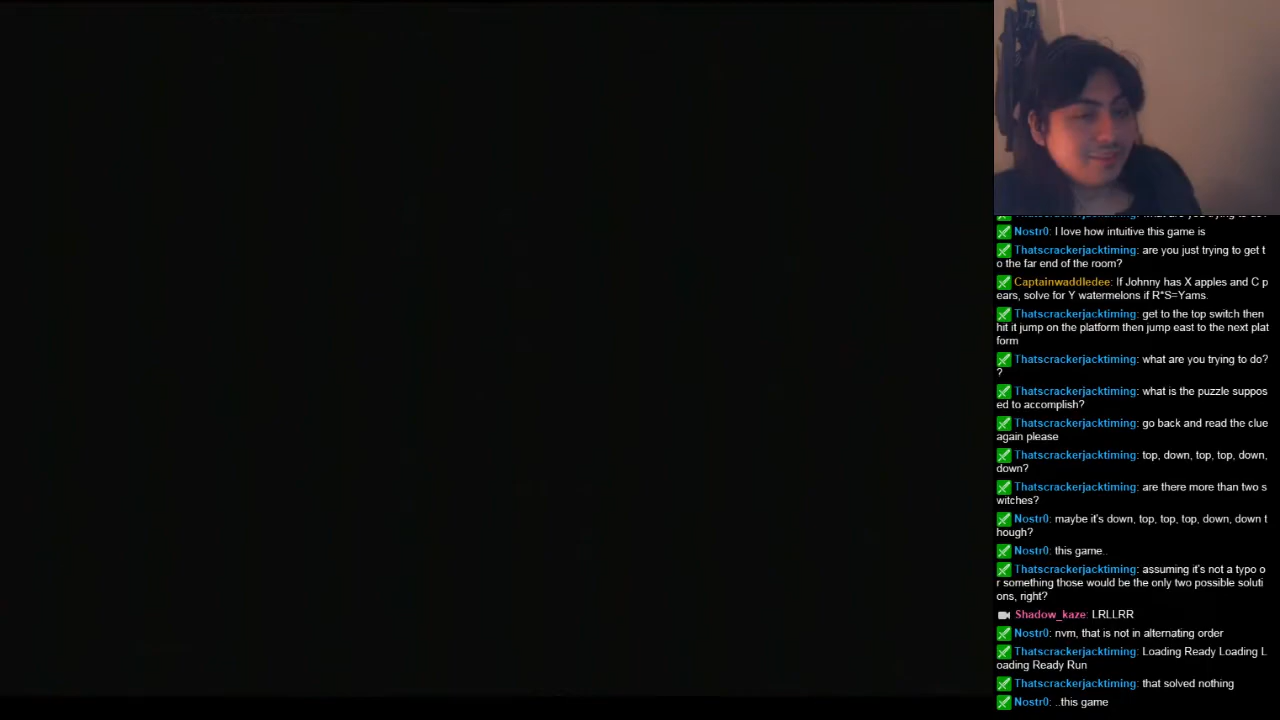 Nostr0: I love how intuitive this game is
Thatscrackerjacktiming: are you just trying to get t
o the far end of the room?
Captainwaddledee: If Johnny has X apples and C p
ears, solve for Y watermelons if R*S=Yams.
Thatscrackerjacktiming: get to the top switch then
hit it jump on the platform then jump east to the next plat
form
Thatscrackerjacktiming: what are you trying to do?
?
Thatscrackerjacktiming: what is the puzzle suppos
ed to accomplish?
Thatscrackerjacktiming: go back and read the clue
again please
Thatscrackerjacktiming: top, down, top, top, down,
down?
Thatscrackerjacktiming: are there more than two s
witches?
Nostr0: maybe it's down, top, top, top, down, down t
hough?
Nostr0: this game..
Thatscrackerjacktiming: assuming it's not a typo o
r something those would be the only two possible soluti
ons, right?
Shadow_kaze: LRLLRR
Nostr0: nvm, that is not in alternating order
Thatscrackerjacktiming: Loading Ready Loading L
oading Ready Run
Thatscrackerjacktiming: that solved nothing
Nostr0: ..this game